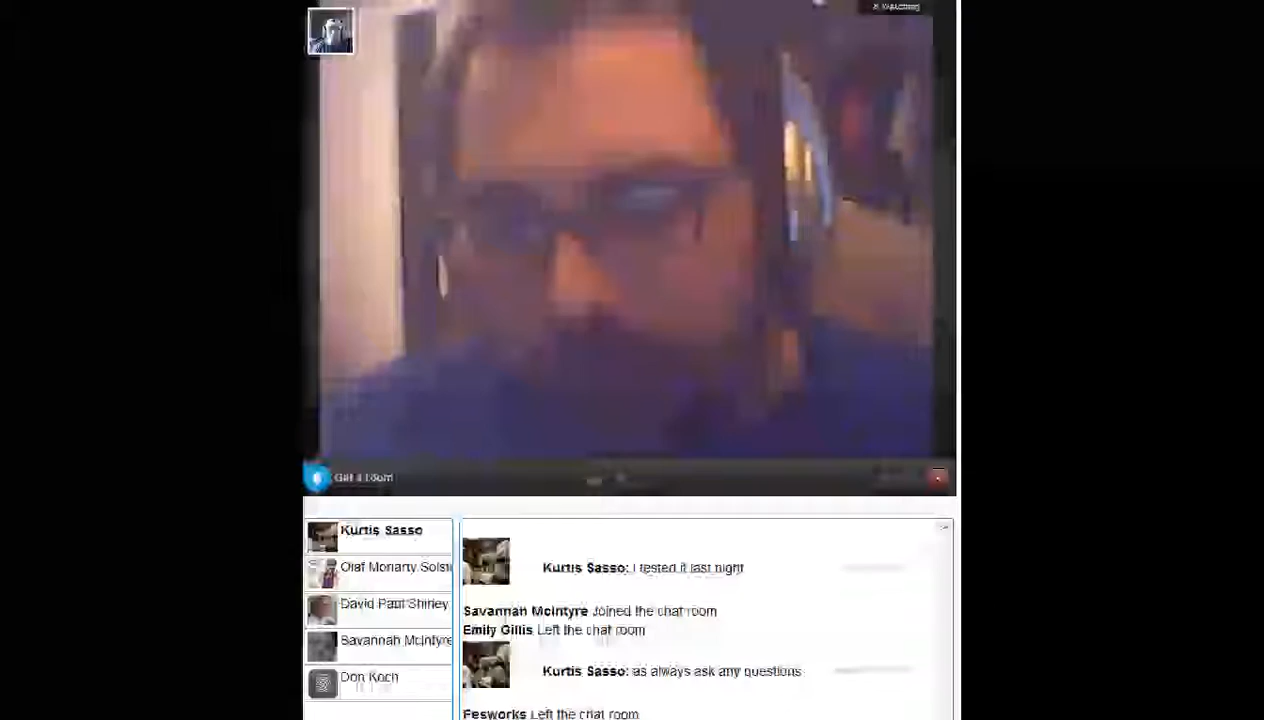 Get a room
Kurtis Sasso
Olaf Moriarty Solst
David Paul Shirley
Savannah McIntyre
Don Koch
Kurtis Sasso: I tested it last night
Savannah McIntyre Joined the chat room
Emily Gillis Left the chat room
Kurtis Sasso: as always ask any questions
Fesworks Left the chat room